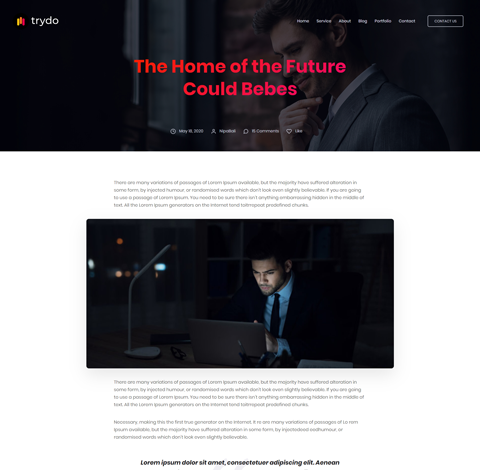 trydo
Home Service About Blog Portfolio Contact CONTACT US
The Home of the Future
Could Bebes
May 18, 2020 NipaBali 15 Comments Like
There are many variations of passages of Lorem Ipsum available, but the majority have suffered alteration in
some form, by injected humour, or randomised words which don't look even slightly believable. If you are going
to use a passage of Lorem Ipsum. You need to be sure there isn't anything embarrassing hidden in the middle of
text. All the Lorem Ipsum generators on the Internet tend toitrrepeat predefined chunks.
There are many variations of passages of Lorem Ipsum available, but the majority have suffered alteration in
some form, by injected humour, or randomised words which don't look even slightly believable. If you are going
to use a passage of Lorem Ipsum. You need to be sure there isn't anything embarrassing hidden in the middle of
text. All the Lorem Ipsum generators on the Internet tend toitrrepeat predefined chunks.
Necessary, making this the first true generator on the Internet. It re are many variations of passages of Lo rem
Ipsum available, but the majority have suffered alteration in some form, by injectedeed eedhumour, or
randomised words which don't look even slightly believable.
Lorem ipsum dolor sit amet, consectetuer adipiscing elit. Aenean